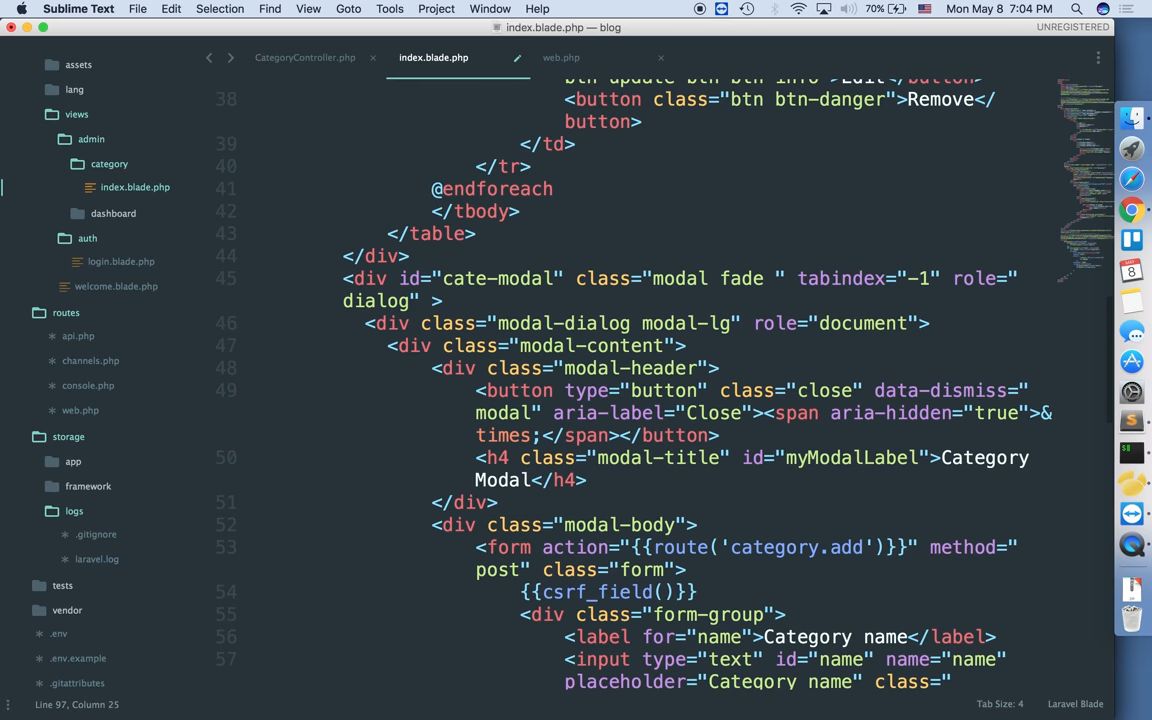 Sublime Text File Edit Selection Find View Goto Tools Project Window Help 70% Mon May 8 7:04 PM
index.blade.php — blog UNREGISTERED
CategoryController.php × index.blade.php web.php ×
assets
lang
views
admin
category
index.blade.php
dashboard
auth
login.blade.php
welcome.blade.php
routes
api.php
channels.php
console.php
web.php
storage
app
framework
logs
.gitignore
laravel.log
tests
vendor
.env
.env.example
.gitattributes
btn-update btn btn-info">Edit</button>
38 <button class="btn btn-danger">Remove</
button>
39 </td>
40 </tr>
41 @endforeach
42 </tbody>
43 </table>
44 </div>
45 <div id="cate-modal" class="modal fade " tabindex="-1" role="
dialog" >
46 <div class="modal-dialog modal-lg" role="document">
47 <div class="modal-content">
48 <div class="modal-header">
49 <button type="button" class="close" data-dismiss="
modal" aria-label="Close"><span aria-hidden="true">&
times;</span></button>
50 <h4 class="modal-title" id="myModalLabel">Category
Modal</h4>
51 </div>
52 <div class="modal-body">
53 <form action="{{route('category.add')}}" method="
post" class="form">
54 {{csrf_field()}}
55 <div class="form-group">
56 <label for="name">Category name</label>
57 <input type="text" id="name" name="name"
placeholder="Category name" class="
Line 97, Column 25 Tab Size: 4 Laravel Blade